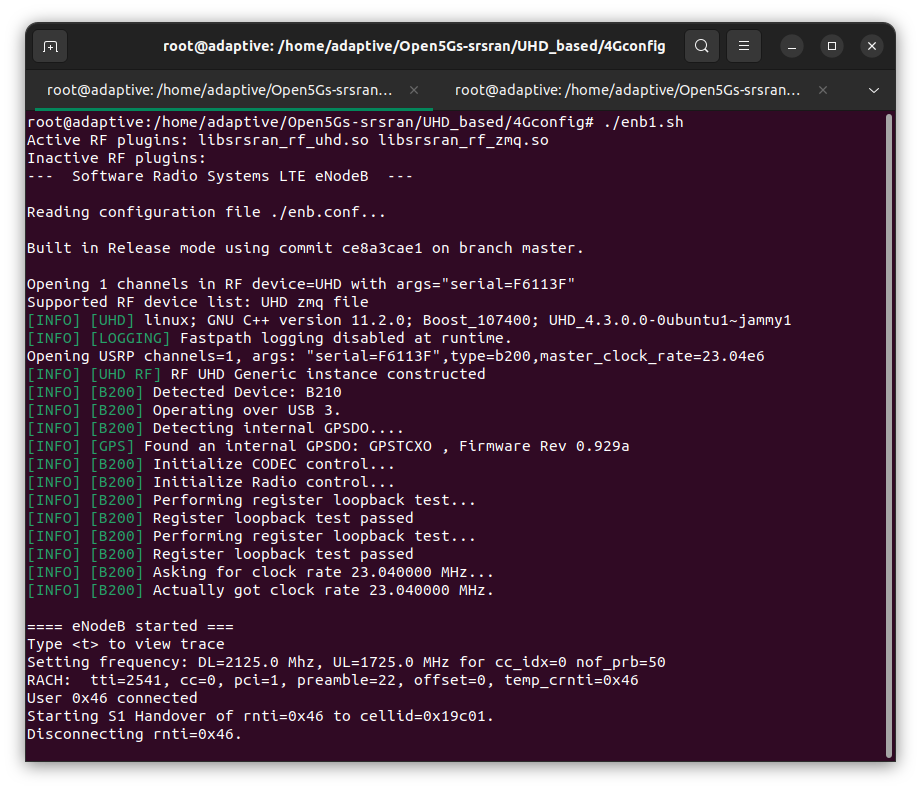 root@adaptive: /home/adaptive/Open5Gs-srsran/UHD_based/4Gconfig
root@adaptive: /home/adaptive/Open5Gs-srsran...
root@adaptive: /home/adaptive/Open5Gs-srsran...
root@adaptive:/home/adaptive/Open5Gs-srsran/UHD_based/4Gconfig# ./enb1.sh
Active RF plugins: libsrsran_rf_uhd.so libsrsran_rf_zmq.so
Inactive RF plugins:
---  Software Radio Systems LTE eNodeB  ---
Reading configuration file ./enb.conf...
Built in Release mode using commit ce8a3cae1 on branch master.
Opening 1 channels in RF device=UHD with args="serial=F6113F"
Supported RF device list: UHD zmq file
[INFO] [UHD] linux; GNU C++ version 11.2.0; Boost_107400; UHD_4.3.0.0-0ubuntu1~jammy1
[INFO] [LOGGING] Fastpath logging disabled at runtime.
Opening USRP channels=1, args: "serial=F6113F",type=b200,master_clock_rate=23.04e6
[INFO] [UHD RF] RF UHD Generic instance constructed
[INFO] [B200] Detected Device: B210
[INFO] [B200] Operating over USB 3.
[INFO] [B200] Detecting internal GPSDO....
[INFO] [GPS] Found an internal GPSDO: GPSTCXO , Firmware Rev 0.929a
[INFO] [B200] Initialize CODEC control...
[INFO] [B200] Initialize Radio control...
[INFO] [B200] Performing register loopback test...
[INFO] [B200] Register loopback test passed
[INFO] [B200] Performing register loopback test...
[INFO] [B200] Register loopback test passed
[INFO] [B200] Asking for clock rate 23.040000 MHz...
[INFO] [B200] Actually got clock rate 23.040000 MHz.
==== eNodeB started ===
Type <t> to view trace
Setting frequency: DL=2125.0 Mhz, UL=1725.0 MHz for cc_idx=0 nof_prb=50
RACH:  tti=2541, cc=0, pci=1, preamble=22, offset=0, temp_crnti=0x46
User 0x46 connected
Starting S1 Handover of rnti=0x46 to cellid=0x19c01.
Disconnecting rnti=0x46.